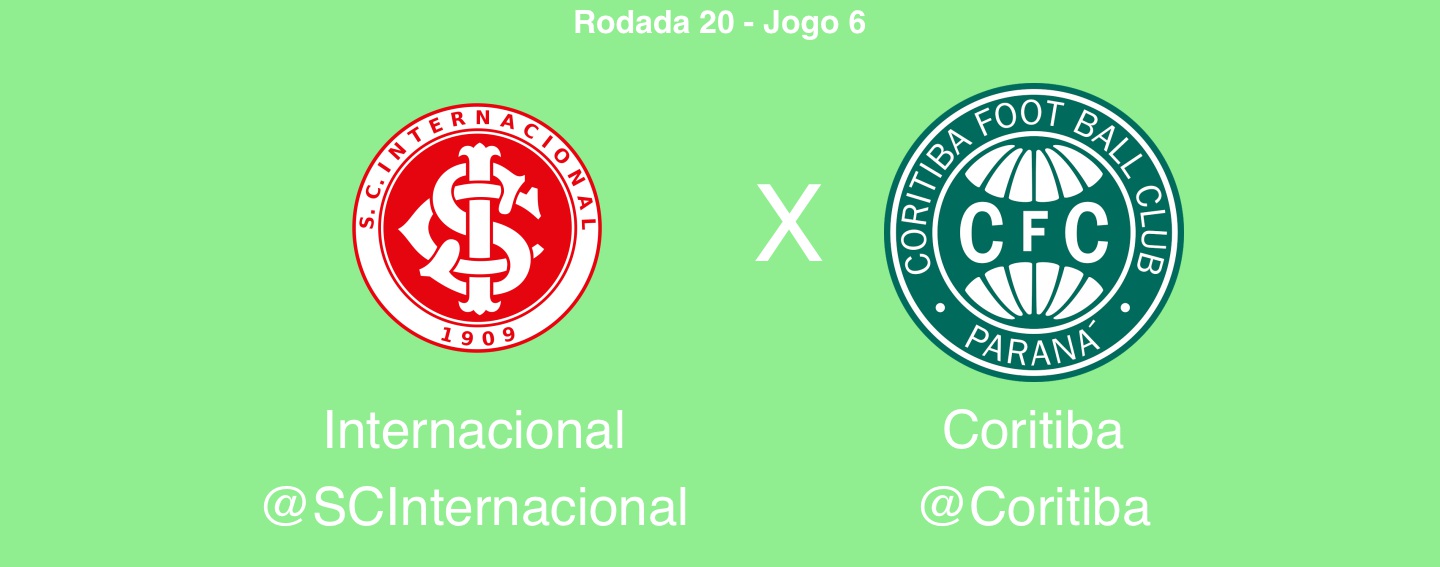 Rodada 20 - Jogo 6
S. C. INTERNACIONAL
1909
X
CORITIBA FOOT BALL CLUB
CFC
PARANÁ
Internacional
Coritiba
@SCInternacional
@Coritiba